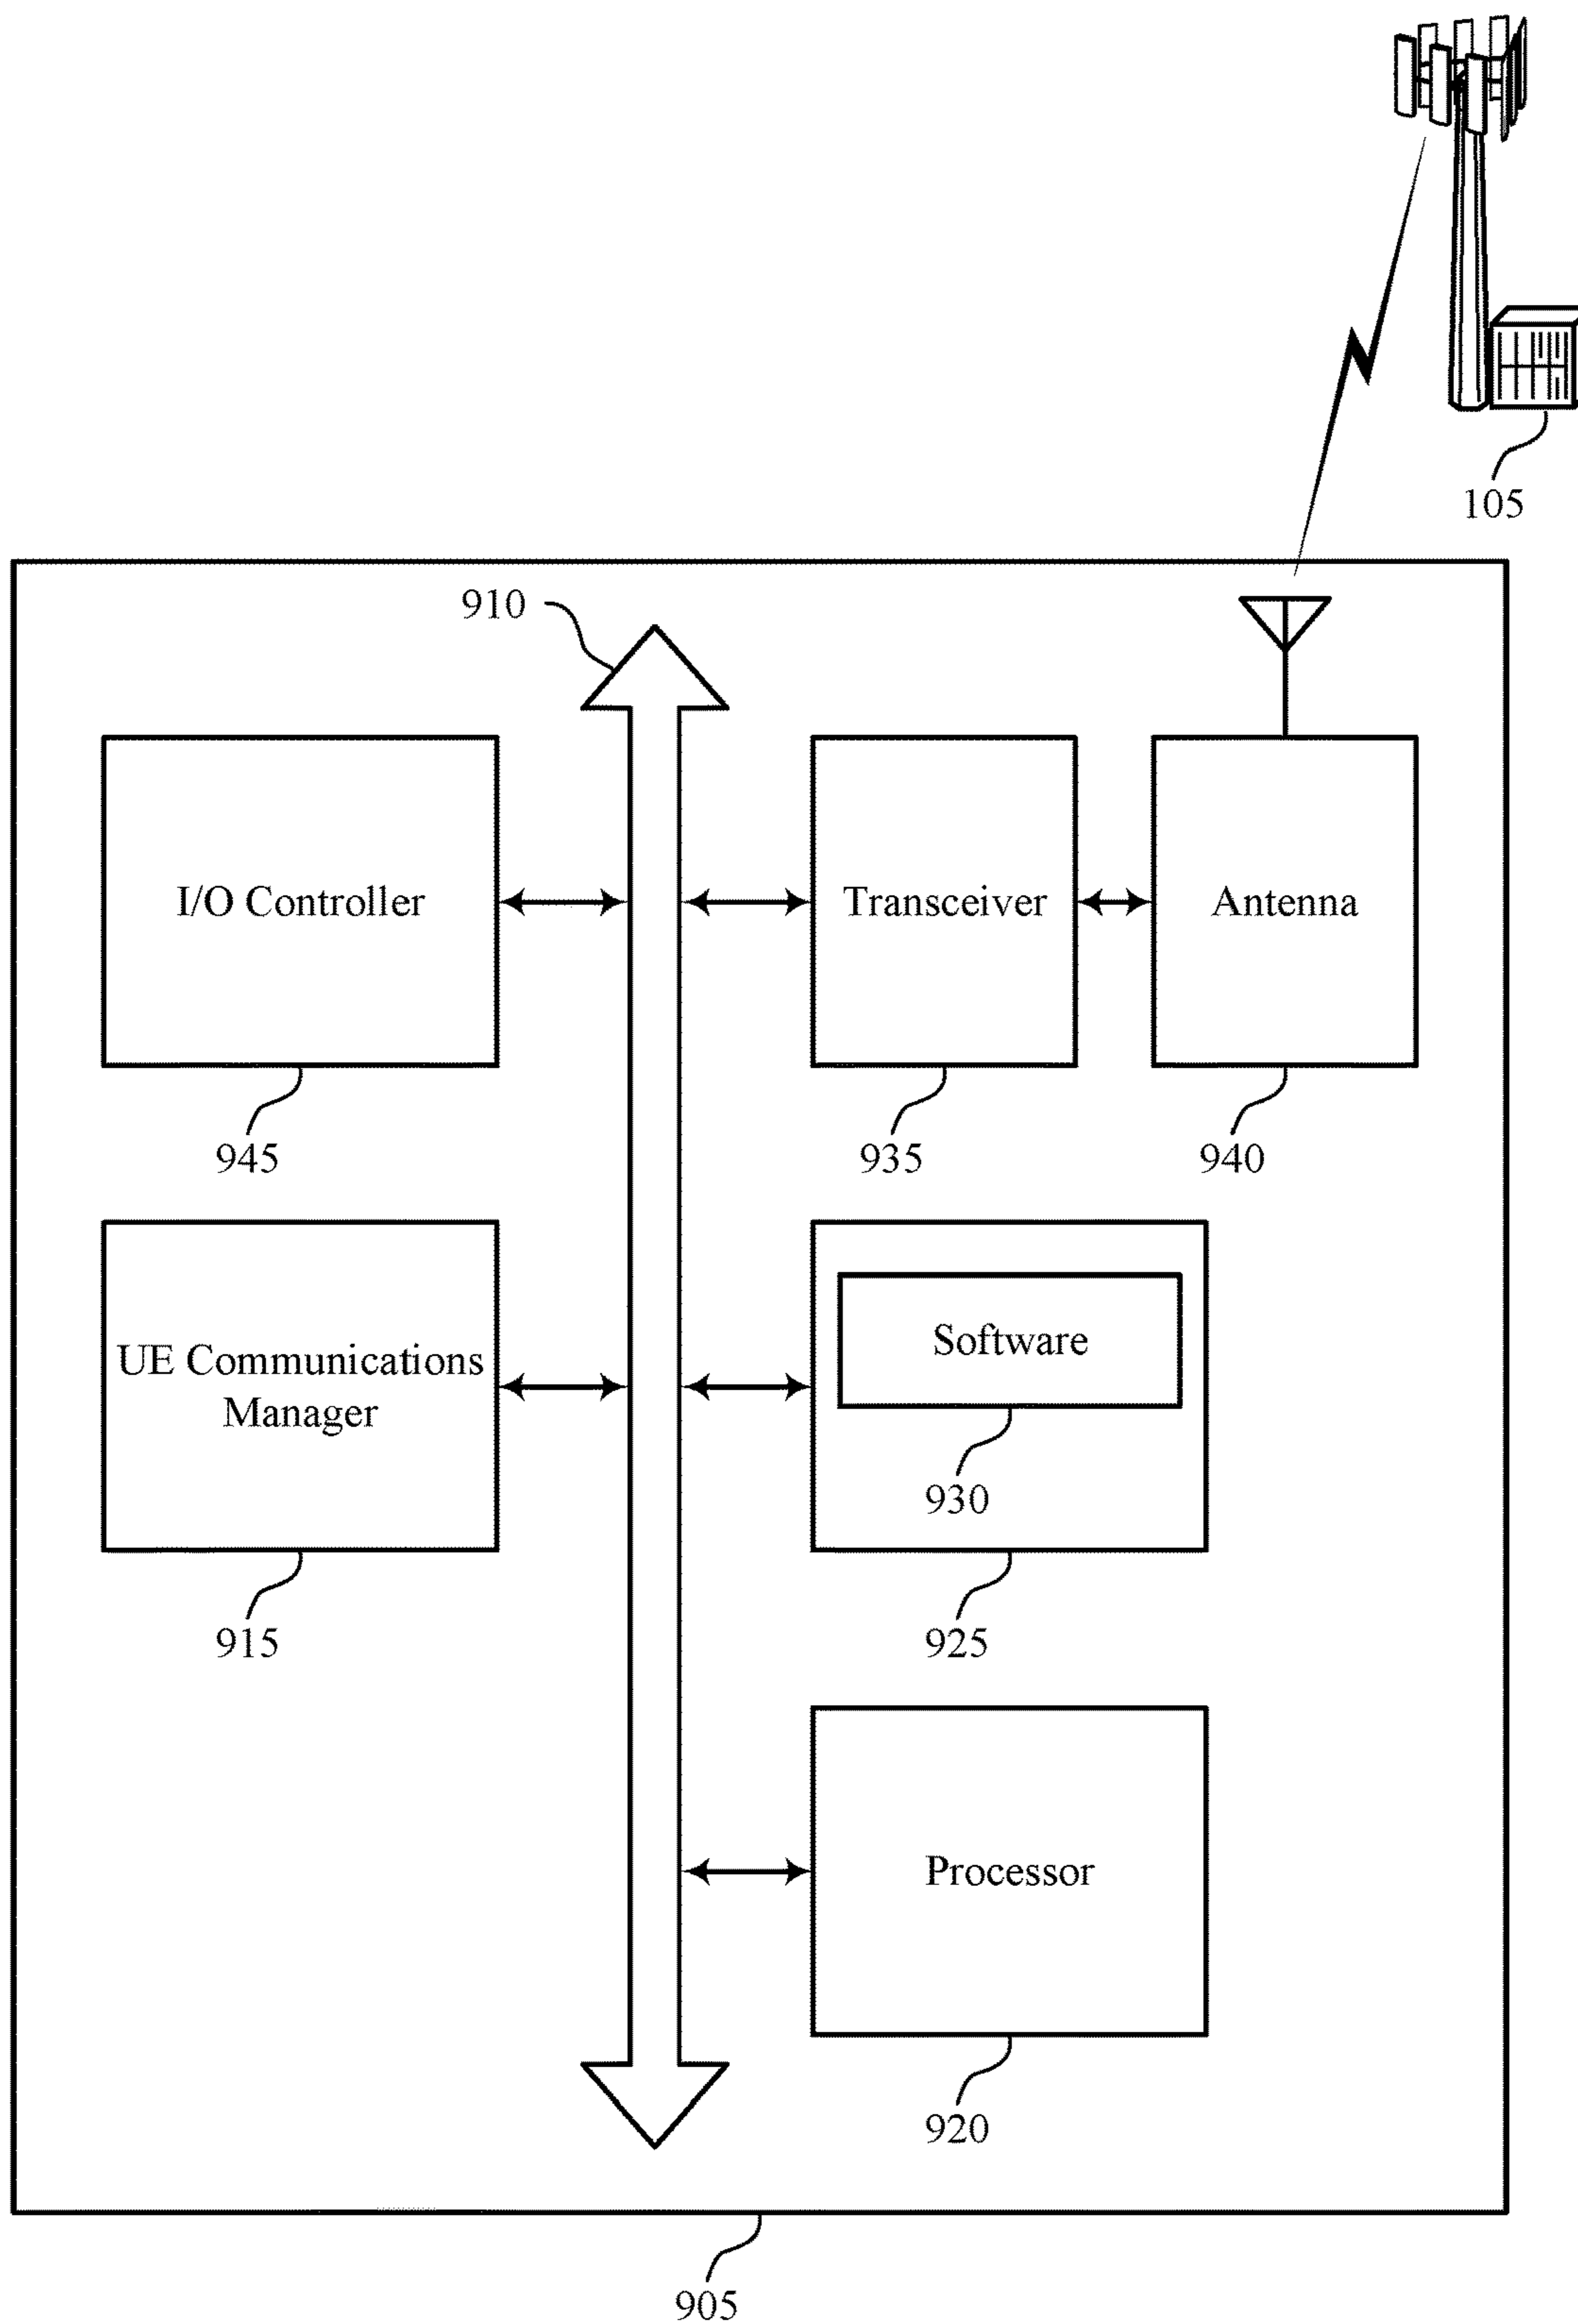 105
910
I/O Controller
Transceiver
Antenna
945
935
940
UE Communications
Manager
Software
930
915
925
Processor
920
905